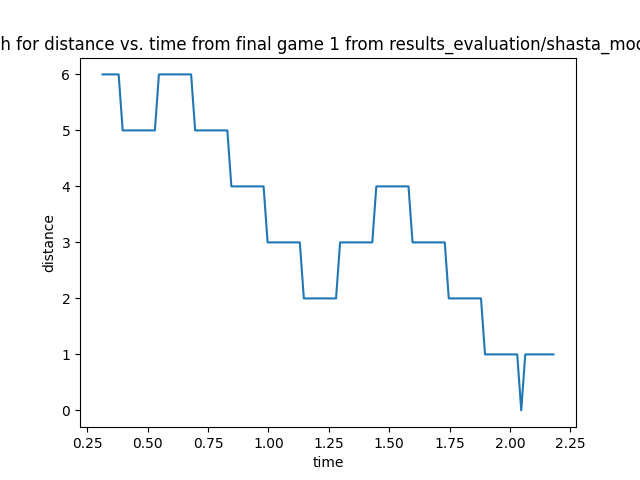 h for distance vs. time from final game 1 from results_evaluation/shasta_mo
distance
6
5
4
3
2
1
0
0.25 0.50 0.75 1.00 1.25 1.50 1.75 2.00 2.25
time